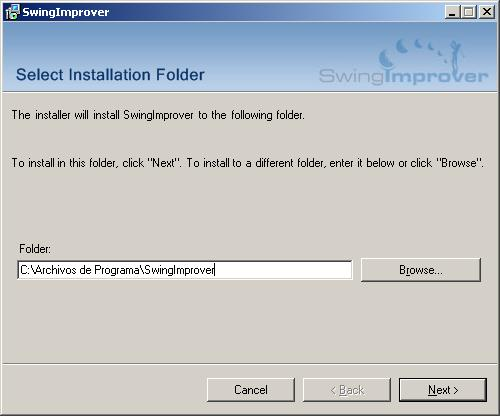 SwingImprover
Select Installation Folder
SwingImprover
The installer will install SwingImprover to the following folder.
To install in this folder, click "Next". To install to a different folder, enter it below or click "Browse".
Folder:
C:\Archivos de Programa\SwingImprover
Browse...
Cancel
< Back
Next >